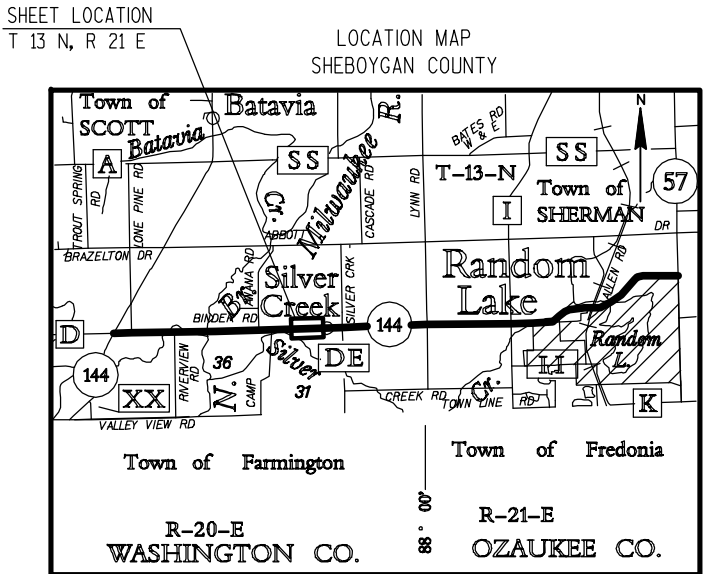 SHEET LOCATION
T 13 N, R 21 E
LOCATION MAP
SHEBOYGAN COUNTY
Town of
SCOTT
Batavia
Batavia
A
SS
Milwaukee
R.
BATES RD
W & E
SS
N
T-13-N
Town of
SHERMAN
57
I
TROUT SPRING
RD
LONE PINE RD
Cr.
CASCADE RD
LYNN RD
DR
ABBOT
BRAZELTON DR
Silver
Creek
SILVER CRK
Random
Lake
ALLEN RD
Br.
BINDER RD
D
144
144
DE
Random
L.
36
Silver
31
Cr.
RIVERVIEW
RD
N.
CAMP
XX
CREEK RD
TOWN LINE
RD
K
VALLEY VIEW RD
Town of Farmington
Town of Fredonia
88° 00'
R-20-E
R-21-E
WASHINGTON CO.
OZAUKEE CO.